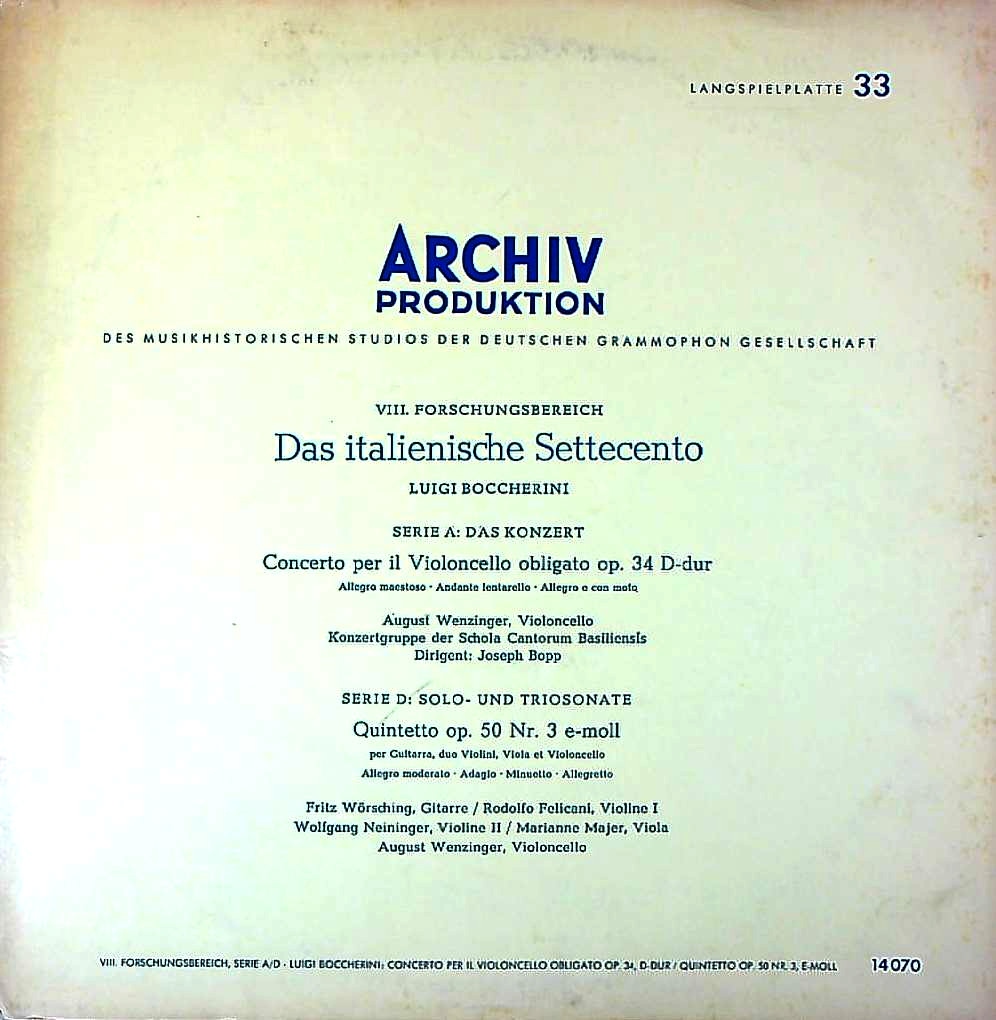 LANGSPIELPLATTE 33
ARCHIV
PRODUKTION
DES MUSIKHISTORISCHEN STUDIOS DER DEUTSCHEN GRAMMOPHON GESELLSCHAFT
VIII. FORSCHUNGSBEREICH
Das italienische Settecento
LUIGI BOCCHERINI
SERIE A: DAS KONZERT
Concerto per il Violoncello obligato op. 34 D-dur
Allegro maestoso · Andante lentarello · Allegro e con moto
August Wenzinger, Violoncello
Konzertgruppe der Schola Cantorum Basiliensis
Dirigent: Joseph Bopp
SERIE D: SOLO- UND TRIOSONATE
Quintetto op. 50 Nr. 3 e-moll
per Guitarra, duo Violini, Viola et Violoncello
Allegro moderato · Adagio · Minuetto · Allegretto
Fritz Wörsching, Gitarre / Rodolfo Felicani, Violine I
Wolfgang Neininger, Violine II / Marianne Majer, Viola
August Wenzinger, Violoncello
VIII. FORSCHUNGSBEREICH, SERIE A/D · LUIGI BOCCHERINI: CONCERTO PER IL VIOLONCELLO OBLIGATO OP. 34, D-DUR / QUINTETTO OP. 50 NR. 3, E-MOLL 14070